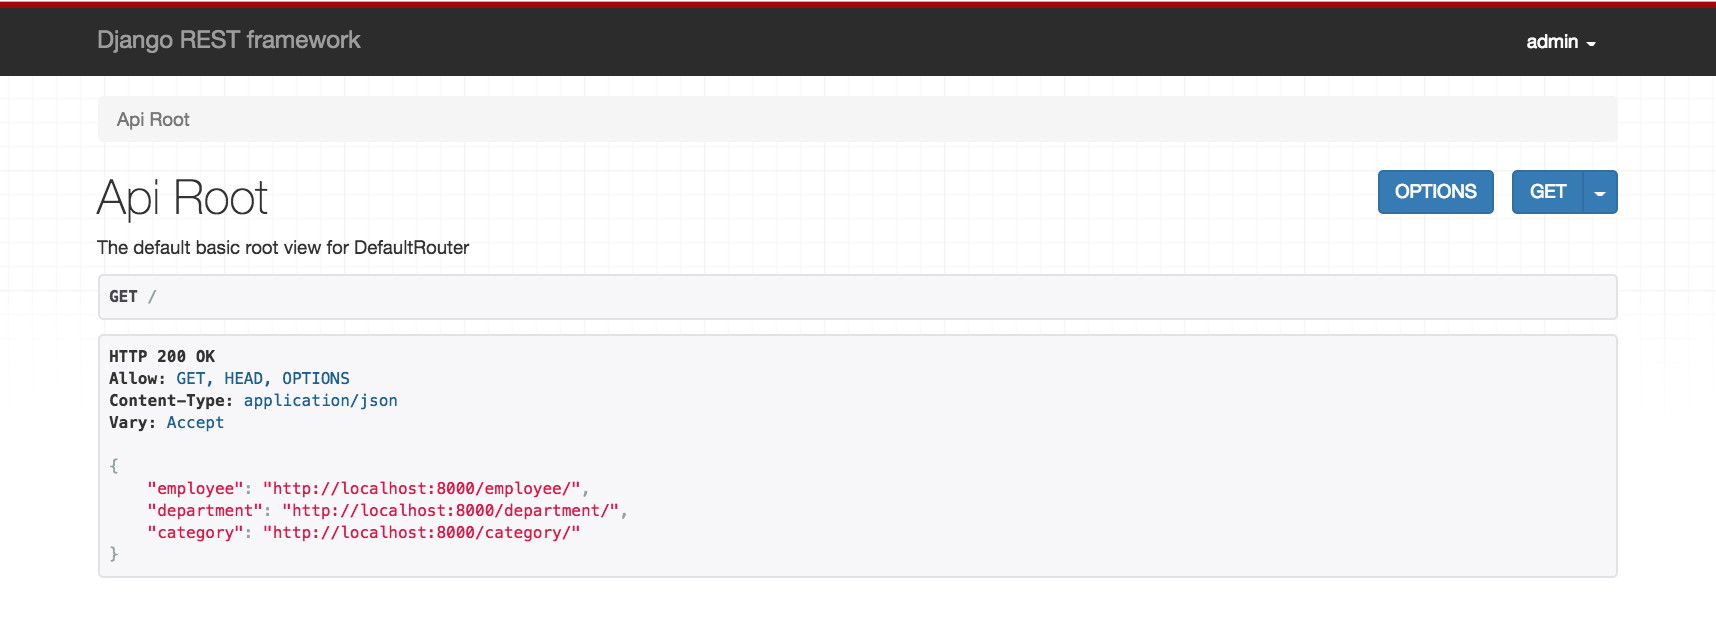 Django REST framework
admin
Api Root
Api Root
OPTIONS
GET
The default basic root view for DefaultRouter
GET /
HTTP 200 OK
Allow: GET, HEAD, OPTIONS
Content-Type: application/json
Vary: Accept
{
    "employee": "http://localhost:8000/employee/",
    "department": "http://localhost:8000/department/",
    "category": "http://localhost:8000/category/"
}